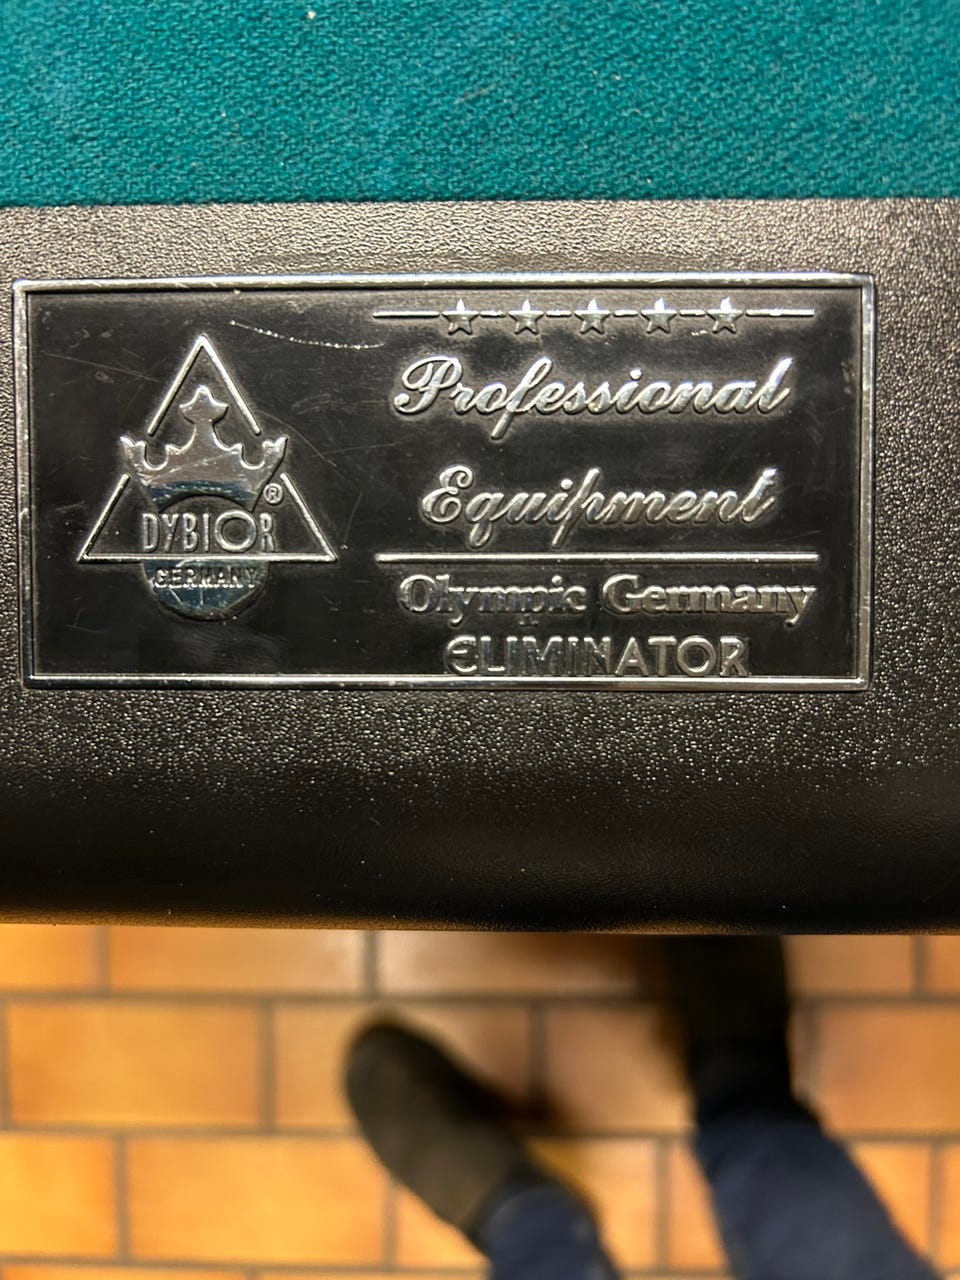 DYBIOR ®
GERMANY
Professional
Equipment
Olympic Germany
ELIMINATOR